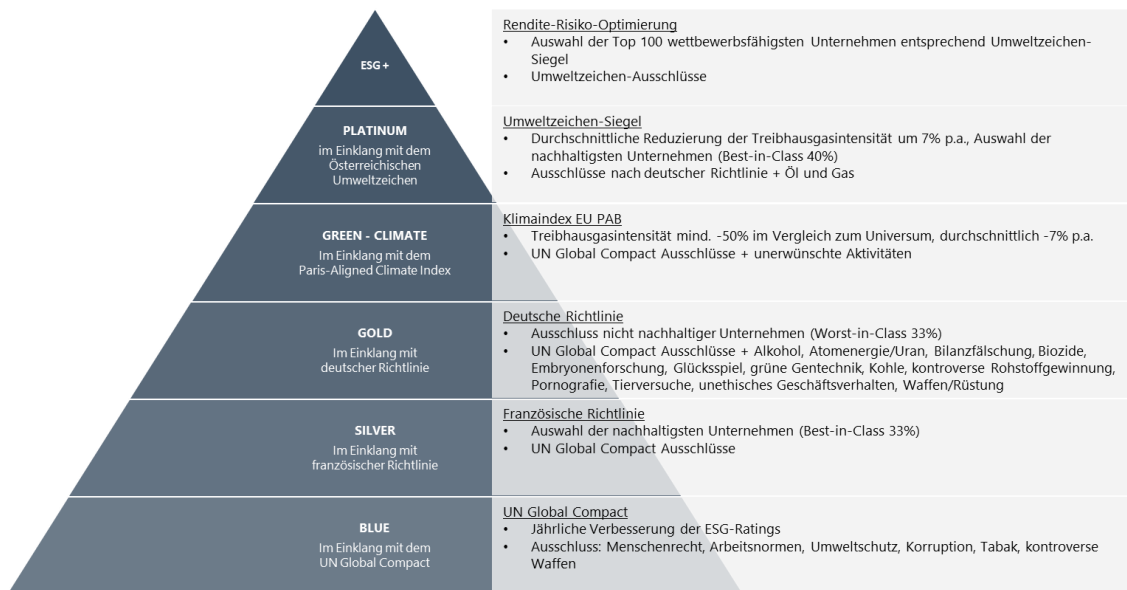 ESG +
Rendite-Risiko-Optimierung
• Auswahl der Top 100 wettbewerbsfähigsten Unternehmen entsprechend Umweltzeichen-
Siegel
• Umweltzeichen-Ausschlüsse
PLATINUM
im Einklang mit dem
Österreichischen
Umweltzeichen
Umweltzeichen-Siegel
• Durchschnittliche Reduzierung der Treibhausgasintensität um 7% p.a., Auswahl der
nachhaltigsten Unternehmen (Best-in-Class 40%)
• Ausschlüsse nach deutscher Richtlinie + Öl und Gas
GREEN - CLIMATE
Im Einklang mit dem
Paris-Aligned Climate Index
Klimaindex EU PAB
• Treibhausgasintensität mind. -50% im Vergleich zum Universum, durchschnittlich -7% p.a.
• UN Global Compact Ausschlüsse + unerwünschte Aktivitäten
GOLD
Im Einklang mit
deutscher Richtlinie
Deutsche Richtlinie
• Ausschluss nicht nachhaltiger Unternehmen (Worst-in-Class 33%)
• UN Global Compact Ausschlüsse + Alkohol, Atomenergie/Uran, Bilanzfälschung, Biozide,
Embryonenforschung, Glücksspiel, grüne Gentechnik, Kohle, kontroverse Rohstoffgewinnung,
Pornografie, Tierversuche, unethisches Geschäftsverhalten, Waffen/Rüstung
SILVER
Im Einklang mit
französischer Richtlinie
Französische Richtlinie
• Auswahl der nachhaltigsten Unternehmen (Best-in-Class 33%)
• UN Global Compact Ausschlüsse
BLUE
Im Einklang mit dem
UN Global Compact
UN Global Compact
• Jährliche Verbesserung der ESG-Ratings
• Ausschluss: Menschenrecht, Arbeitsnormen, Umweltschutz, Korruption, Tabak, kontroverse
Waffen